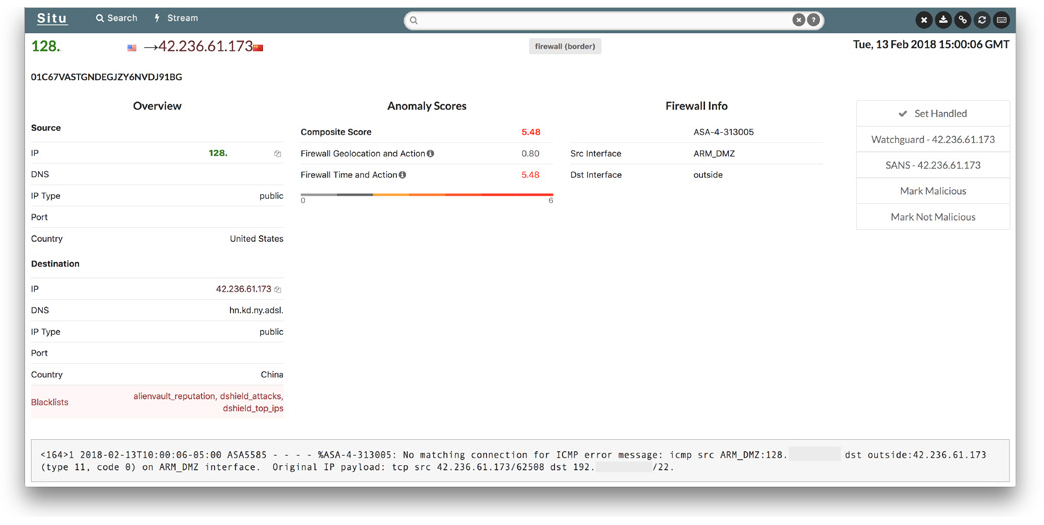 Situ Search Stream ?
128. →42.236.61.173 firewall (border) Tue, 13 Feb 2018 15:00:06 GMT
01C67VASTGNDEGJZY6NVDJ91BG
Overview
Source
IP 128.
DNS
IP Type public
Port
Country United States
Destination
IP 42.236.61.173
DNS hn.kd.ny.adsl.
IP Type public
Port
Country China
Blacklists alienvault_reputation, dshield_attacks,
dshield_top_ips
Anomaly Scores
Composite Score 5.48
Firewall Geolocation and Action 0.80
Firewall Time and Action 5.48
0 6
Firewall Info
ASA-4-313005
Src Interface ARM_DMZ
Dst Interface outside
Set Handled
Watchguard - 42.236.61.173
SANS - 42.236.61.173
Mark Malicious
Mark Not Malicious
<164>1 2018-02-13T10:00:06-05:00 ASA5585 - - - - %ASA-4-313005: No matching connection for ICMP error message: icmp src ARM_DMZ:128. dst outside:42.236.61.173
(type 11, code 0) on ARM_DMZ interface. Original IP payload: tcp src 42.236.61.173/62508 dst 192. /22.